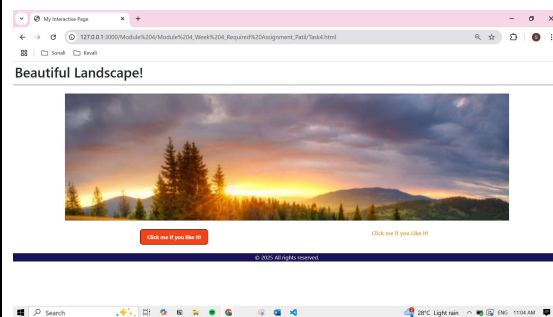 My Interactive Page
127.0.0.1:3000/Module%204/Module%204_Week%204_Required%20Assignment_Patil/Task4.html
Sonali Kavali
Beautiful Landscape!
Click me if you like it! Click me if you Like it!
© 2025 All rights reserved.
Search 28°C Light rain ENG 11:04 AM